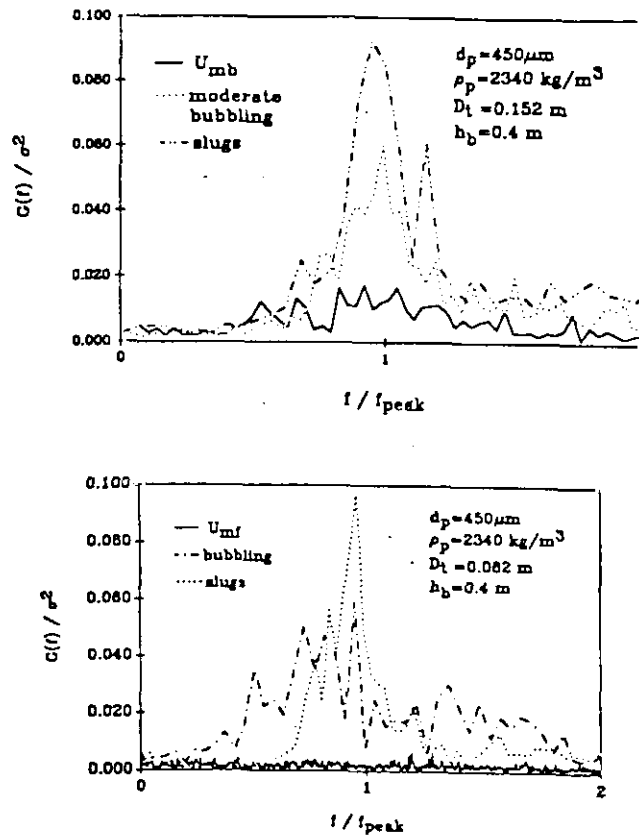 0.100
0.080
0.060
0.040
0.020
0.000
G(f) / σ²
U_mb
moderate
bubbling
slugs
d_p=450μm
ρ_p=2340 kg/m³
D_t=0.152 m
h_b=0.4 m
0
1
f / f_peak
0.100
0.080
0.060
0.040
0.020
0.000
G(f) / σ²
U_mf
bubbling
slugs
d_p=450μm
ρ_p=2340 kg/m³
D_t=0.082 m
h_b=0.4 m
0
1
2
f / f_peak